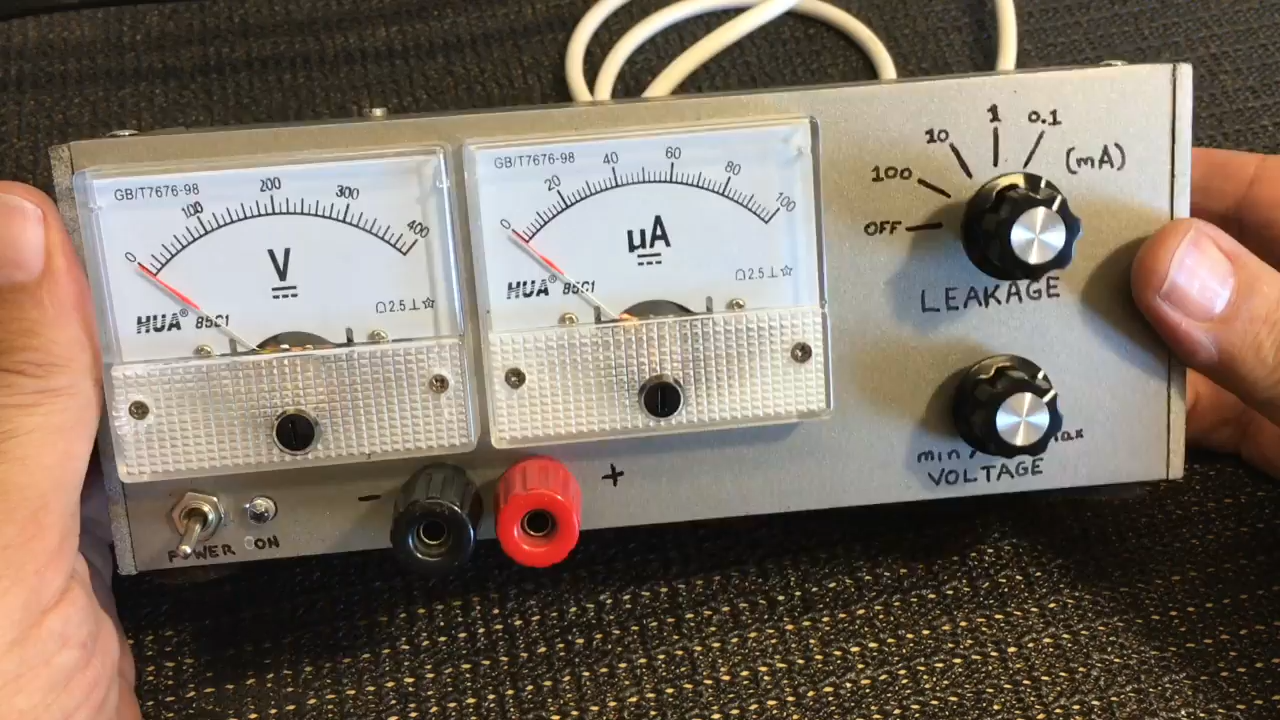 GB/T7676-98
0 100 200 300 400
V
HUA® 85C1
Ω2.5⊥☆
GB/T7676-98
0 20 40 60 80 100
µA
HUA® 85C1
Ω2.5⊥☆
OFF 100 10 1 0.1
(mA)
LEAKAGE
min
VOLTAGE
- +
POWER ON